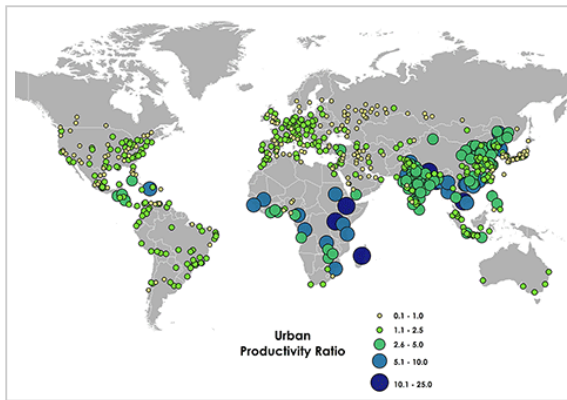 Urban
Productivity Ratio
0.1 - 1.0
1.1 - 2.5
2.6 - 5.0
5.1 - 10.0
10.1 - 25.0